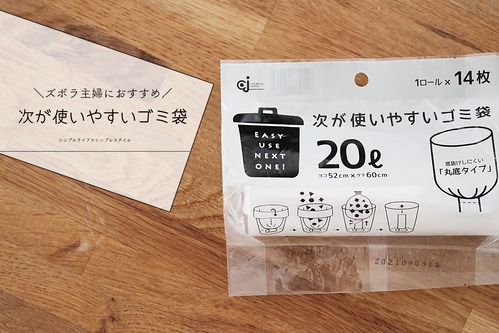 ＼ズボラ主婦におすすめ／
次が使いやすいゴミ袋
シンプルライフ×シンプルスタイル
1ロール×14枚
次が使いやすいゴミ袋
EASY
USE
NEXT
ONE!
20ℓ
ヨコ52cm×タテ60cm
底抜けしにくい
「丸底タイプ」
2021090815